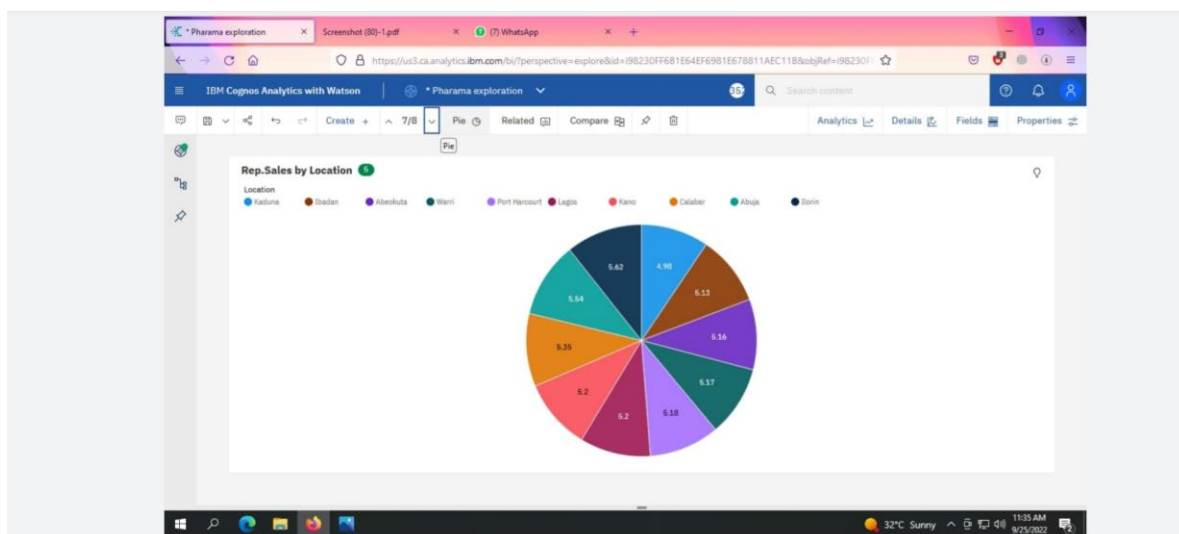 * Pharama exploration
Screenshot (80)-1.pdf
(7) WhatsApp
https://us3.ca.analytics.ibm.com/bi/?perspective=explore&id=i98230FF681E64EF6981E678811AEC11B&objRef=i98230F
IBM Cognos Analytics with Watson
* Pharama exploration
Search content
Create + 7/8 Pie Related Compare
Analytics Details Fields Properties
Pie
Rep.Sales by Location 5
Location
Kaduna Ibadan Abeokuta Warri Port Harcourt Lagos Kano Calabar Abuja Ilorin
5.62 4.98
5.54 5.13
5.35 5.16
5.2 5.17
5.2 5.18
32°C Sunny
11:35 AM
9/25/2022